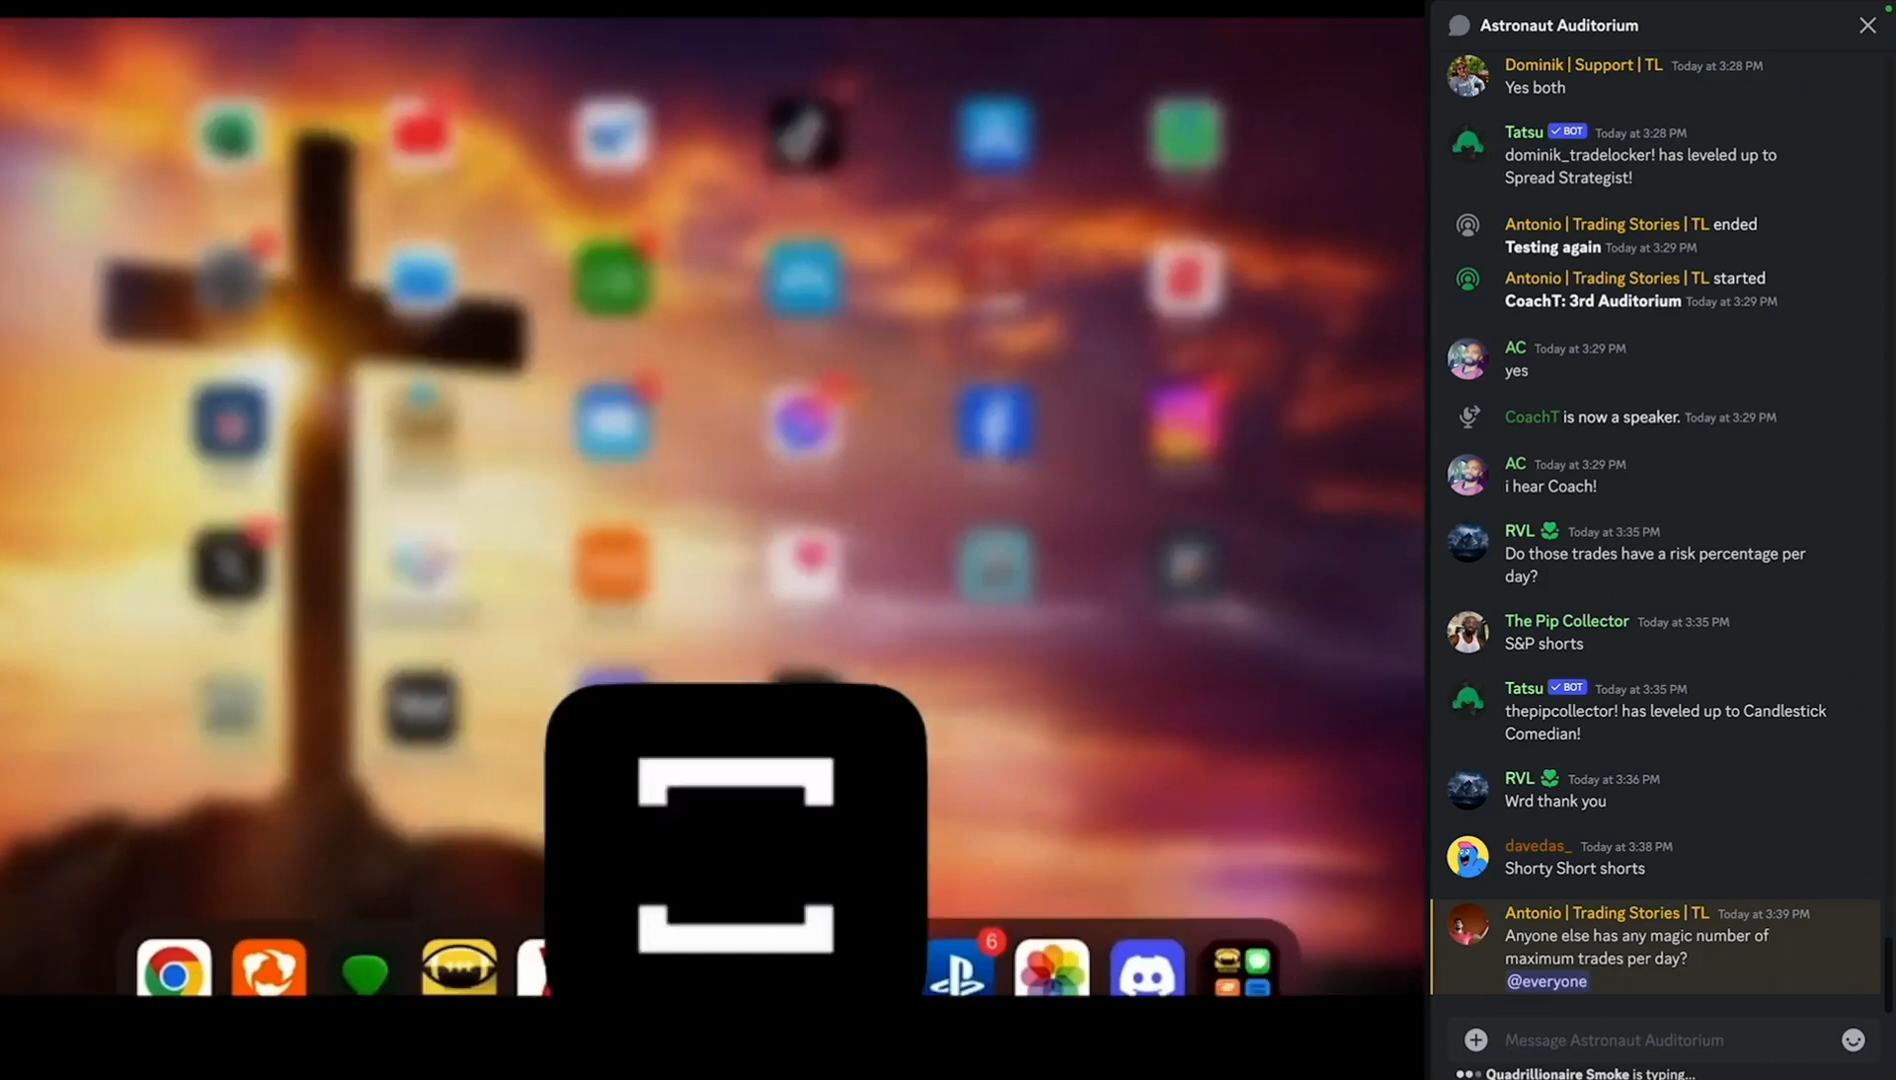 Astronaut Auditorium
Dominik | Support | TL Today at 3:28 PM
Yes both
Tatsu BOT Today at 3:28 PM
dominik_tradelocker! has leveled up to
Spread Strategist!
Antonio | Trading Stories | TL ended
Testing again Today at 3:29 PM
Antonio | Trading Stories | TL started
CoachT: 3rd Auditorium Today at 3:29 PM
AC Today at 3:29 PM
yes
CoachT is now a speaker. Today at 3:29 PM
AC Today at 3:29 PM
i hear Coach!
RVL Today at 3:35 PM
Do those trades have a risk percentage per
day?
The Pip Collector Today at 3:35 PM
S&P shorts
Tatsu BOT Today at 3:35 PM
thepipcollector! has leveled up to Candlestick
Comedian!
RVL Today at 3:36 PM
Wrd thank you
davedas_ Today at 3:38 PM
Shorty Short shorts
Antonio | Trading Stories | TL Today at 3:39 PM
Anyone else has any magic number of
maximum trades per day?
@everyone
6
Message Astronaut Auditorium
Quadrillionaire Smoke is typing...